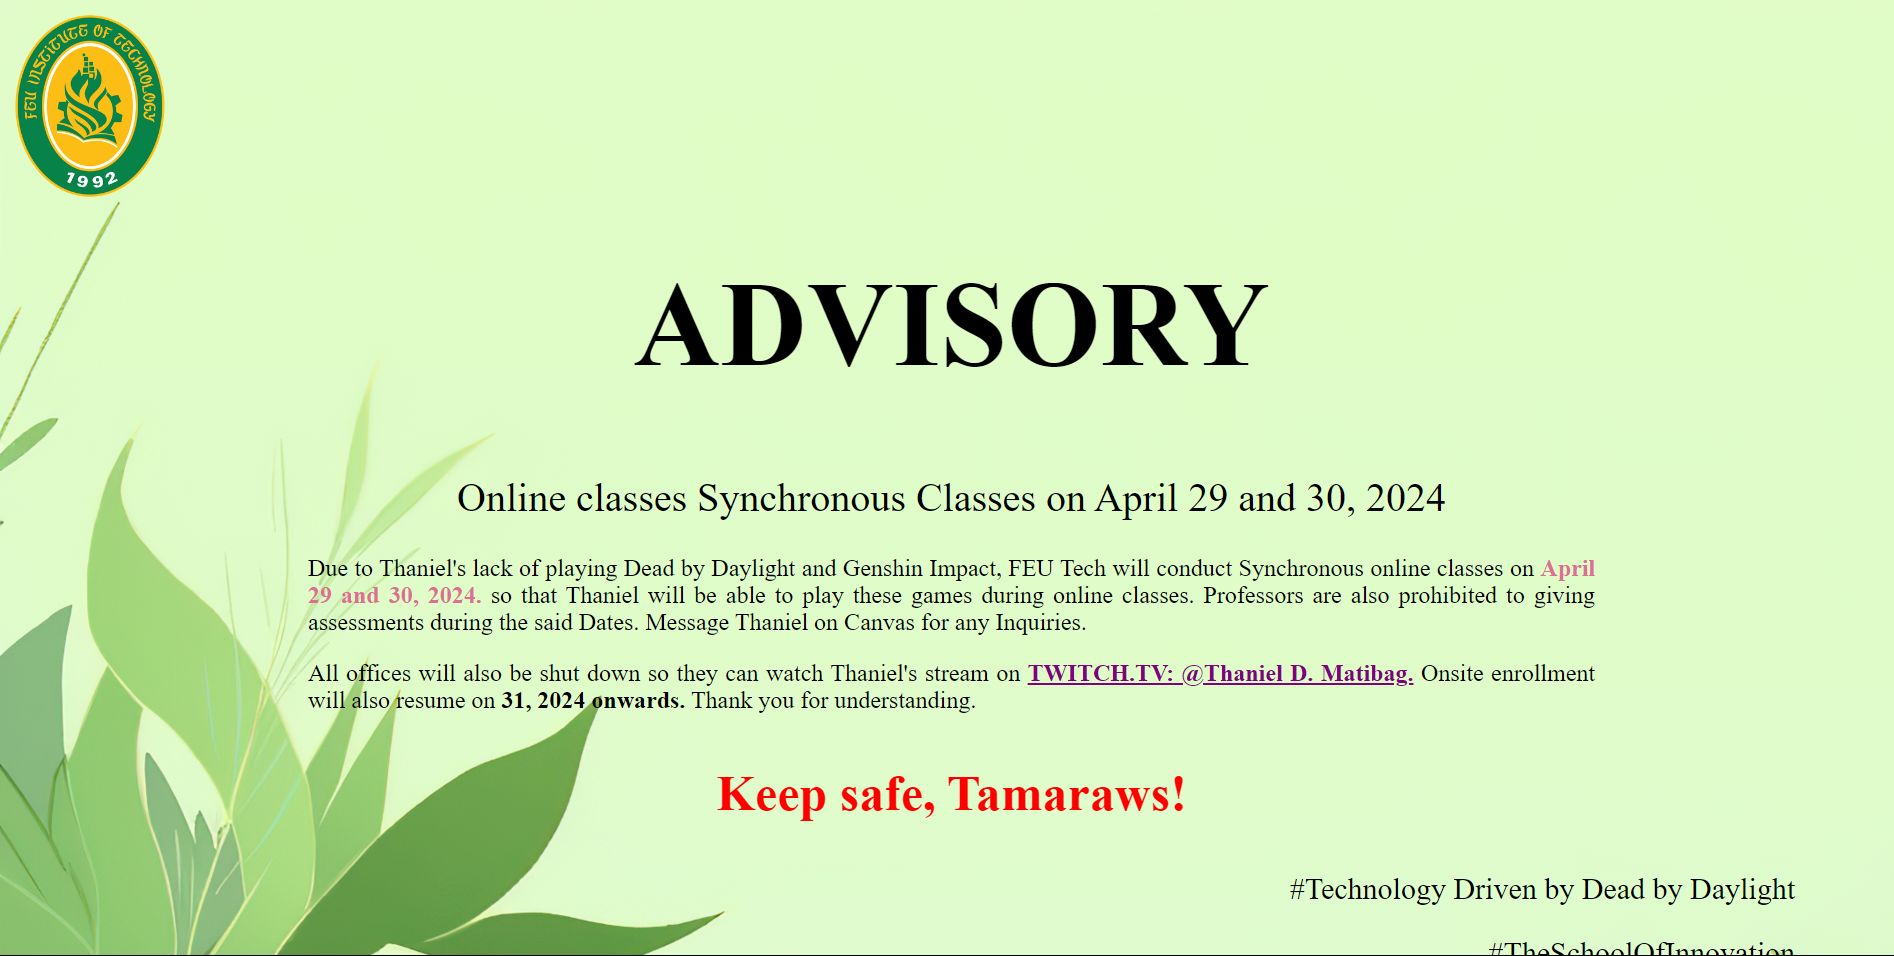 FEU INSTITUTE OF TECHNOLOGY
1992
ADVISORY
Online classes Synchronous Classes on April 29 and 30, 2024
Due to Thaniel's lack of playing Dead by Daylight and Genshin Impact, FEU Tech will conduct Synchronous online classes on April
29 and 30, 2024. so that Thaniel will be able to play these games during online classes. Professors are also prohibited to giving
assessments during the said Dates. Message Thaniel on Canvas for any Inquiries.
All offices will also be shut down so they can watch Thaniel's stream on TWITCH.TV: @Thaniel D. Matibag. Onsite enrollment
will also resume on 31, 2024 onwards. Thank you for understanding.
Keep safe, Tamaraws!
#Technology Driven by Dead by Daylight
#TheSchoolOfInnovation